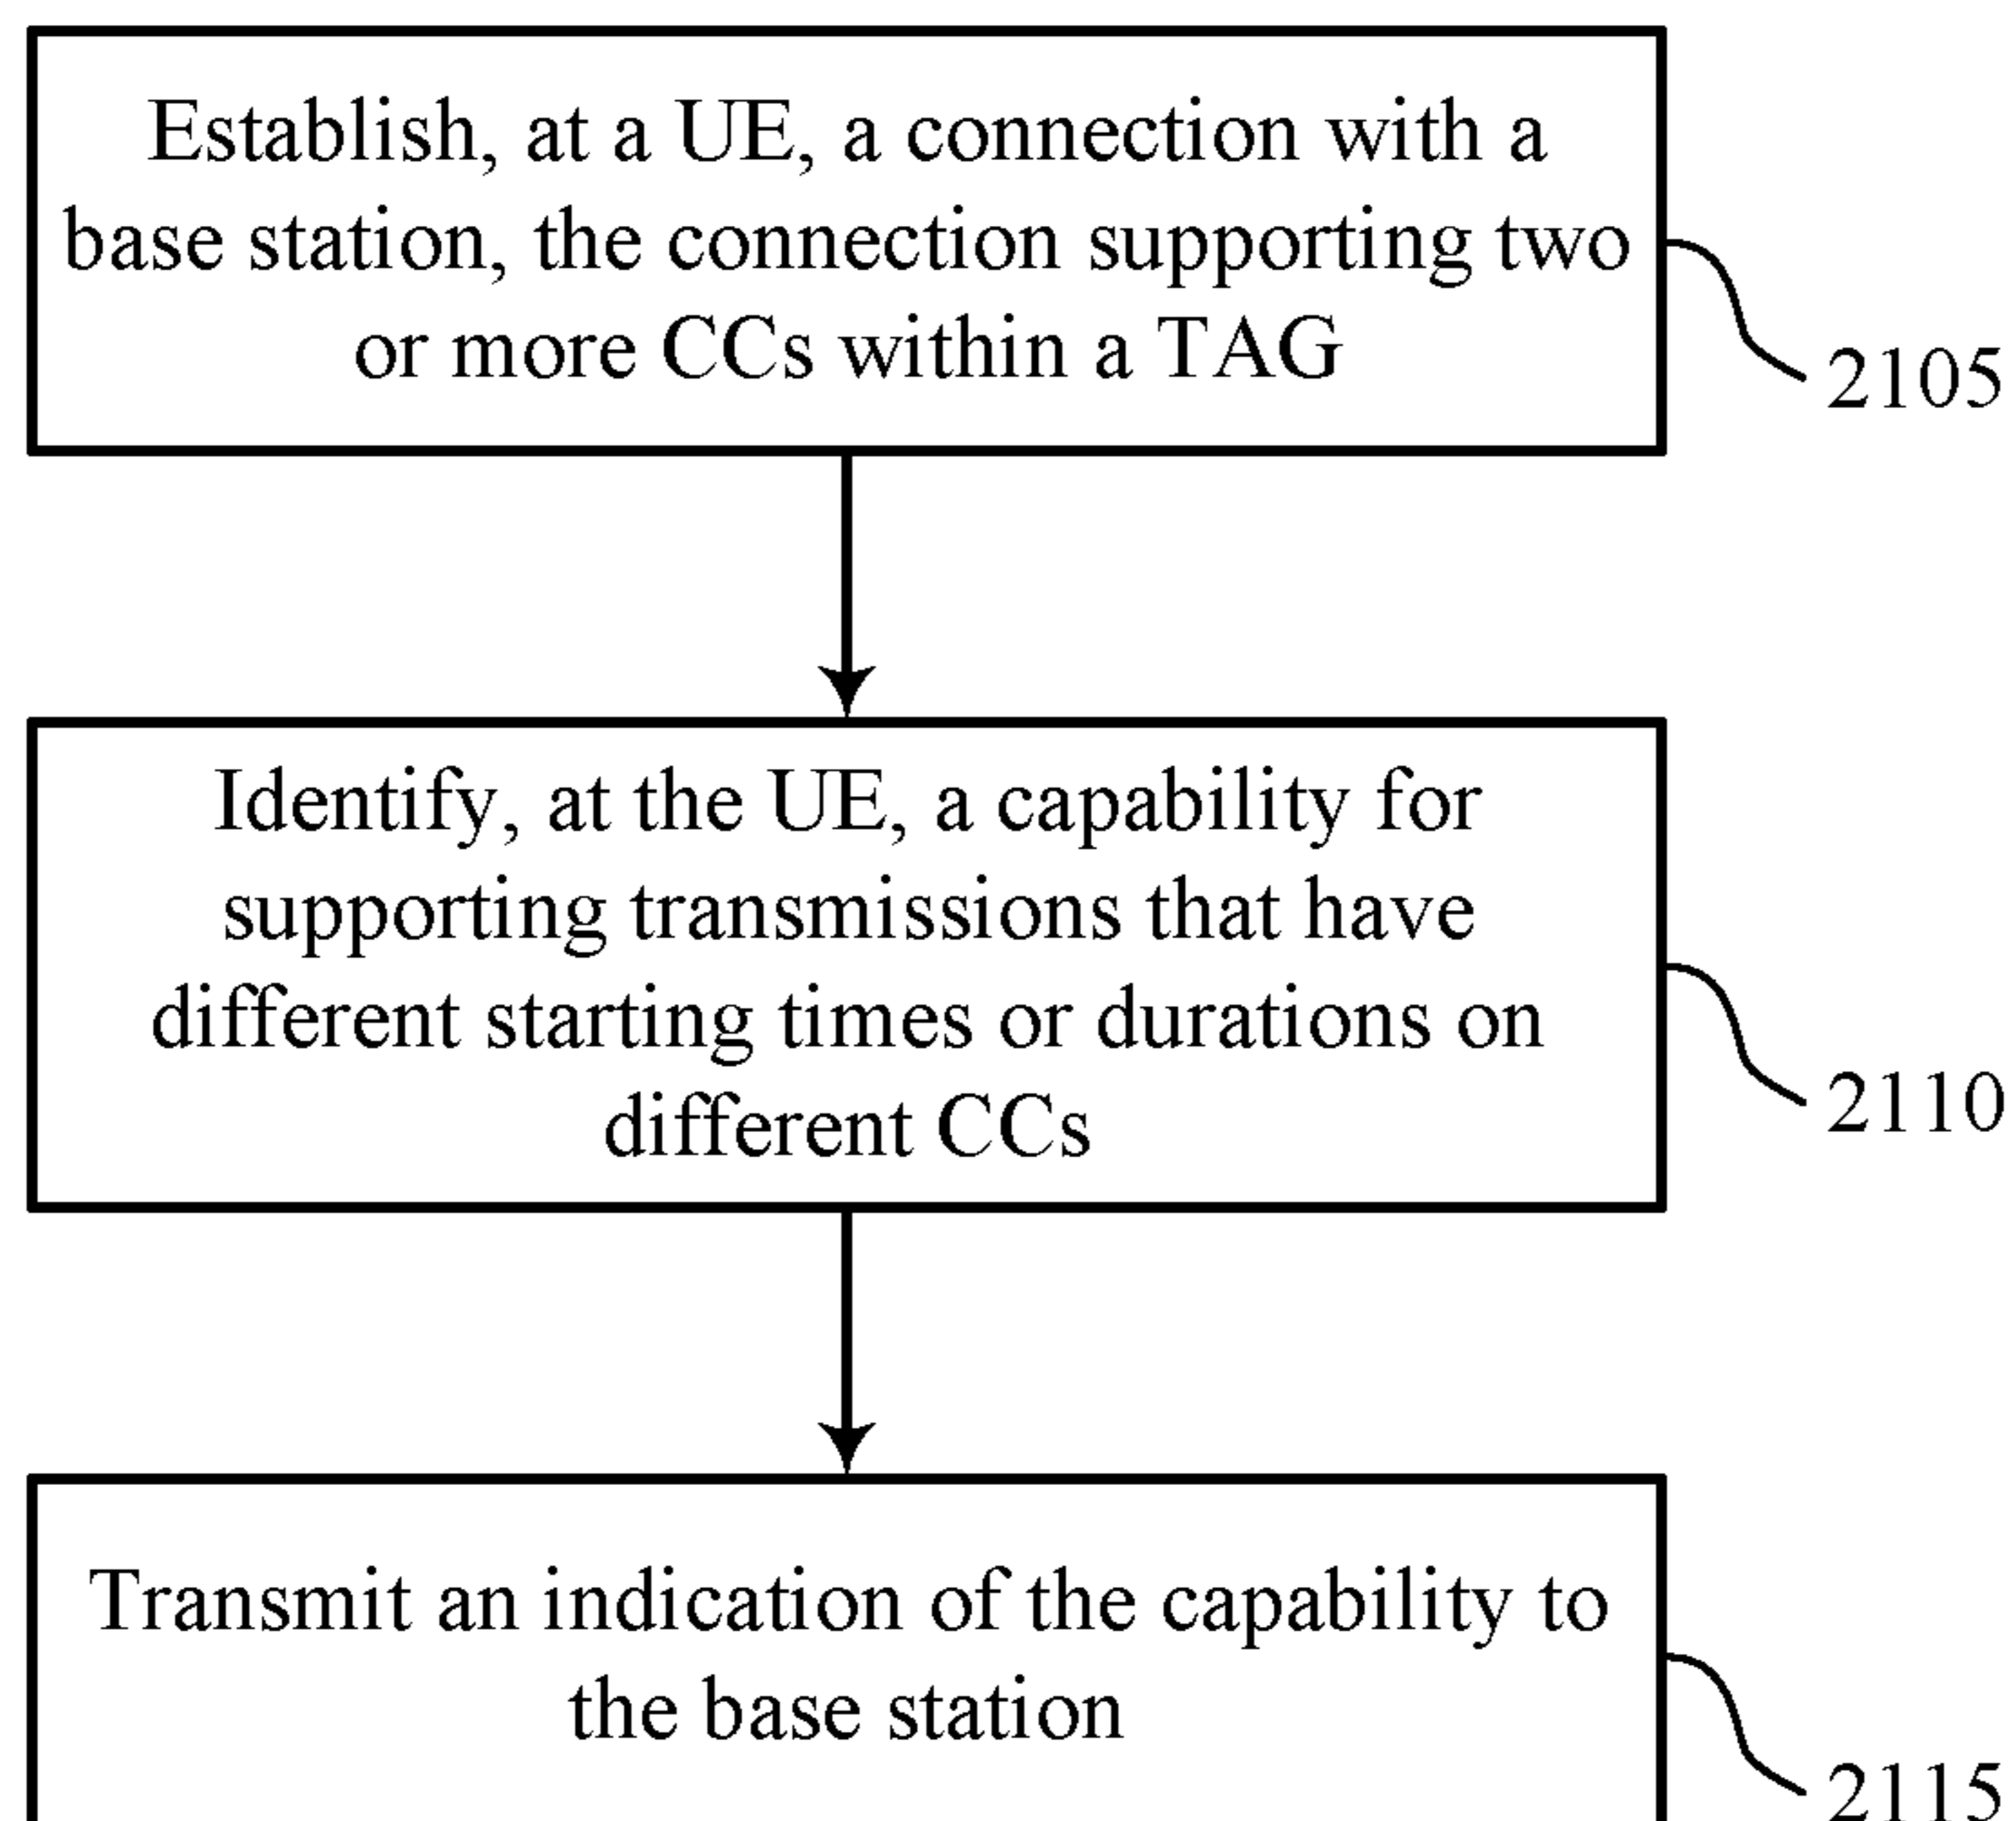 Establish, at a UE, a connection with a
base station, the connection supporting two
or more CCs within a TAG
2105
Identify, at the UE, a capability for
supporting transmissions that have
different starting times or durations on
different CCs
2110
Transmit an indication of the capability to
the base station
2115